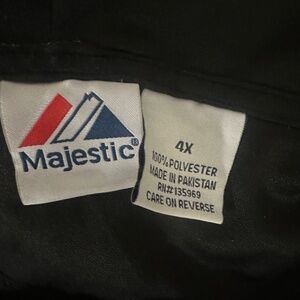 Majestic®
4X
100% POLYESTER
MADE IN PAKISTAN
RN# 135969
CARE ON REVERSE